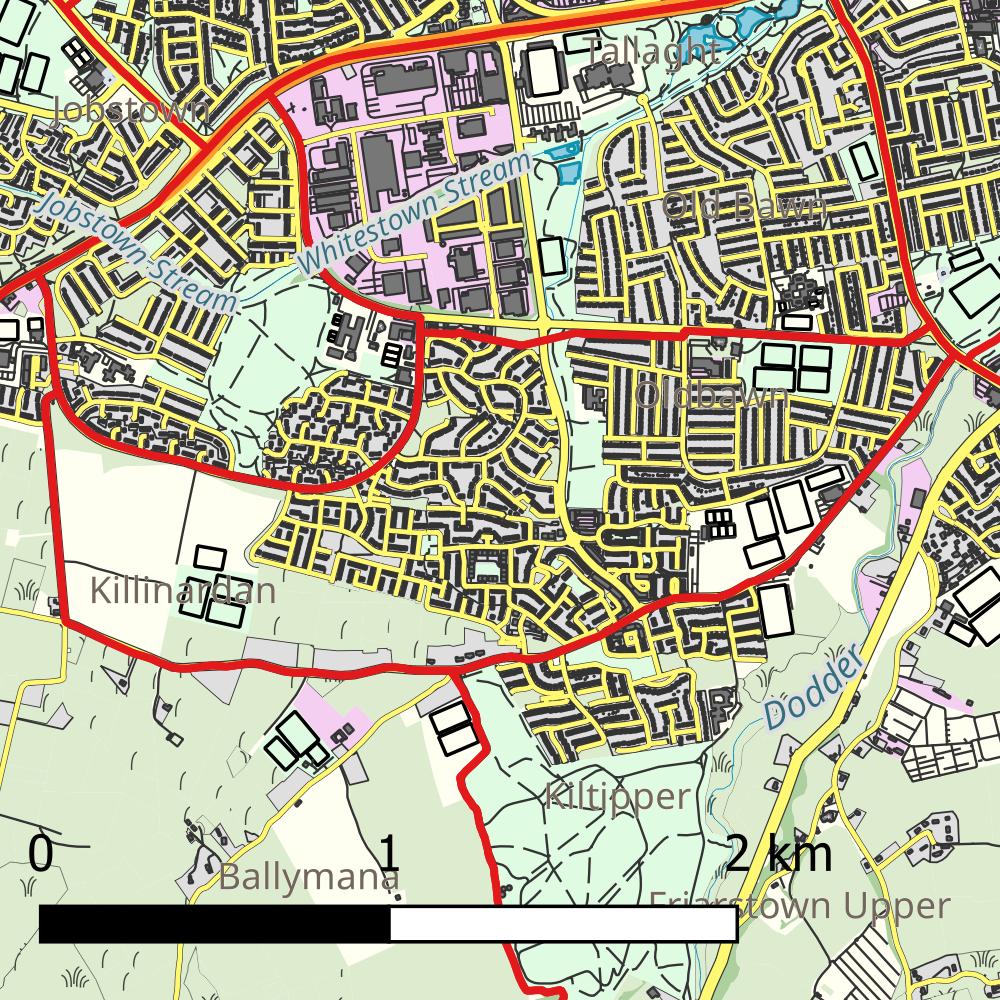 Tallaght
Jobstown
Whitestown Stream
Old Bawn
Jobstown Stream
Oldbawn
Killinardan
Dodder
Kiltipper
0 1 2 km
Ballymana
Friarstown Upper